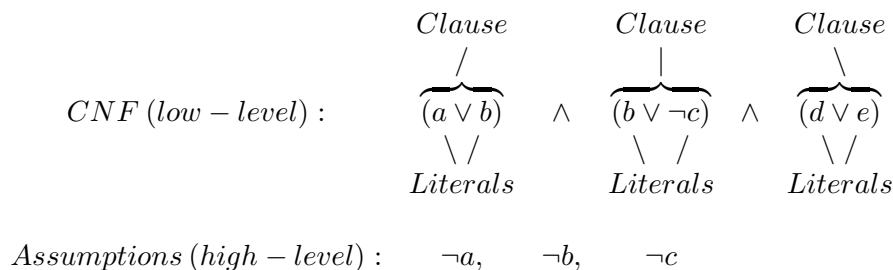 Clause Clause Clause
CNF (low − level) : (a ∨ b) ∧ (b ∨ ¬c) ∧ (d ∨ e)
Literals Literals Literals
Assumptions (high − level) : ¬a, ¬b, ¬c